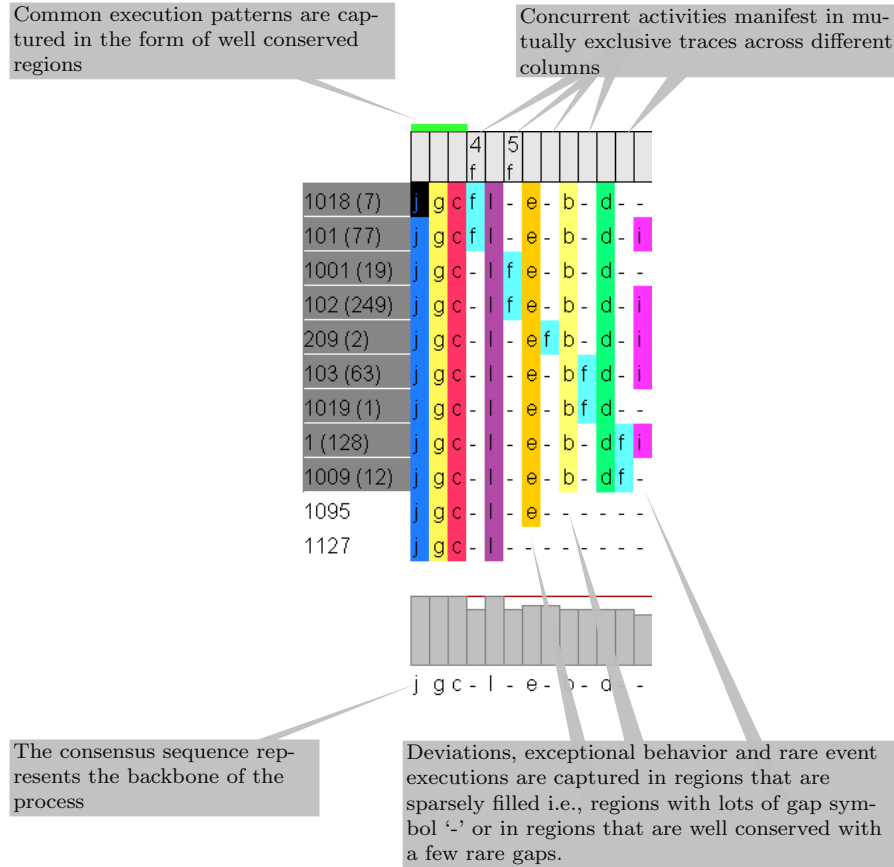 Common execution patterns are cap-
tured in the form of well conserved
regions
Concurrent activities manifest in mu-
tually exclusive traces across different
columns
4 5
f f
1018 (7) j g c f l - e - b - d - -
101 (77) j g c f l - e - b - d - i
1001 (19) j g c - l f e - b - d - -
102 (249) j g c - l f e - b - d - i
209 (2) j g c - l - e f b - d - i
103 (63) j g c - l - e - b f d - i
1019 (1) j g c - l - e - b f d - -
1 (128) j g c - l - e - b - d f i
1009 (12) j g c - l - e - b - d f -
1095 j g c - l - e - - - - - -
1127 j g c - l - - - - - - - -
j g c - l - e - b - d - -
The consensus sequence rep-
resents the backbone of the
process
Deviations, exceptional behavior and rare event
executions are captured in regions that are
sparsely filled i.e., regions with lots of gap sym-
bol ‘-’ or in regions that are well conserved with
a few rare gaps.